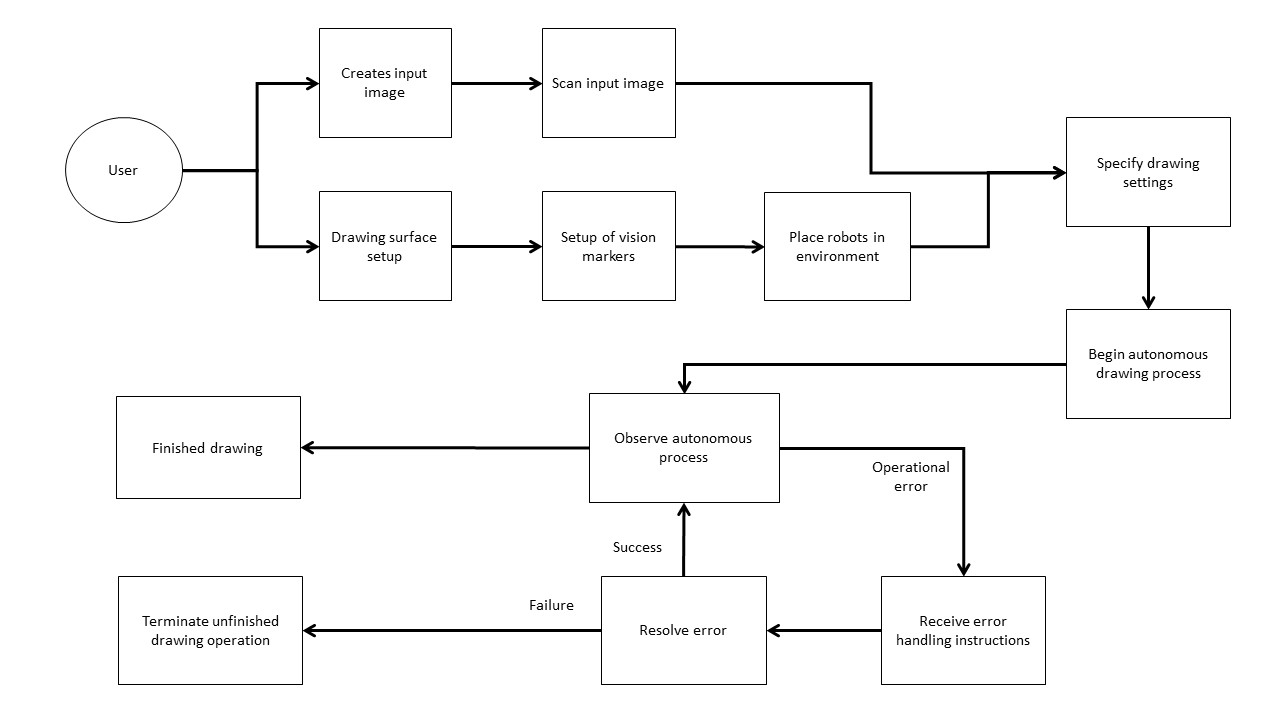 Creates input
image
Scan input image
User
Specify drawing
settings
Drawing surface
setup
Setup of vision
markers
Place robots in
environment
Begin autonomous
drawing process
Finished drawing
Observe autonomous
process
Operational
error
Success
Failure
Terminate unfinished
drawing operation
Resolve error
Receive error
handling instructions